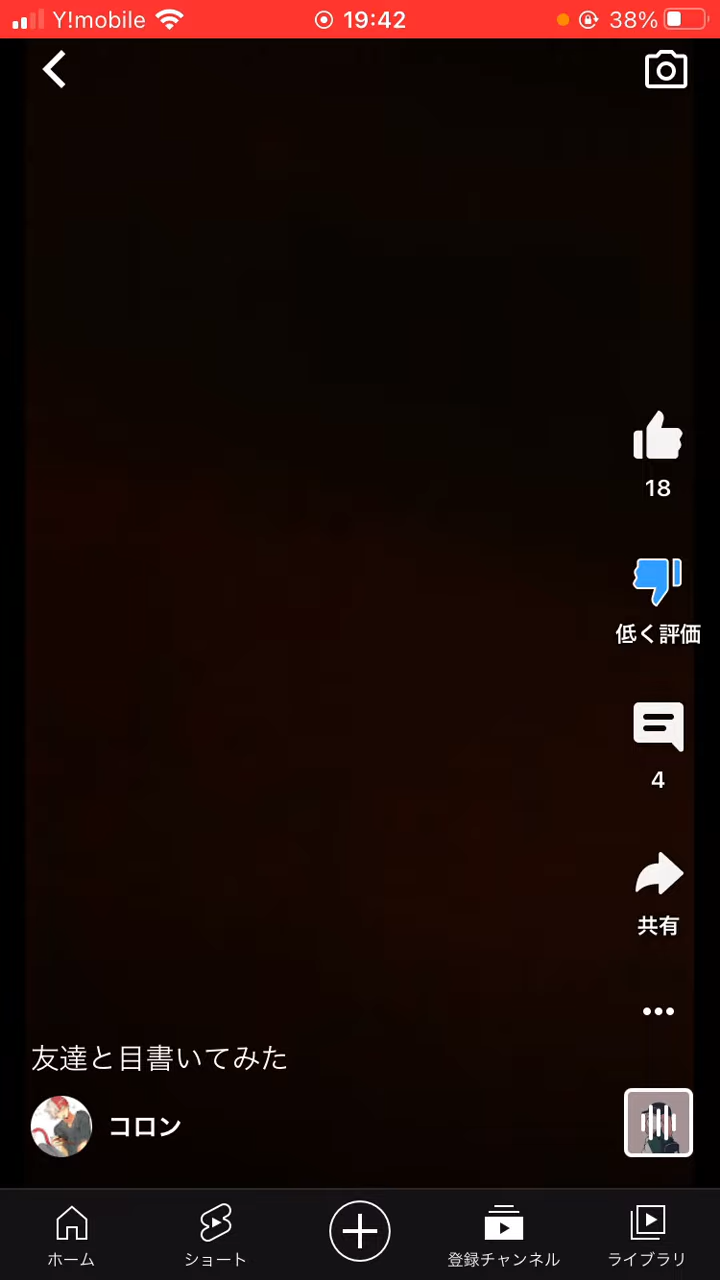 Y!mobile 19:42 38%
18
低く評価
4
共有
友達と目書いてみた
コロン
ホーム ショート 登録チャンネル ライブラリ